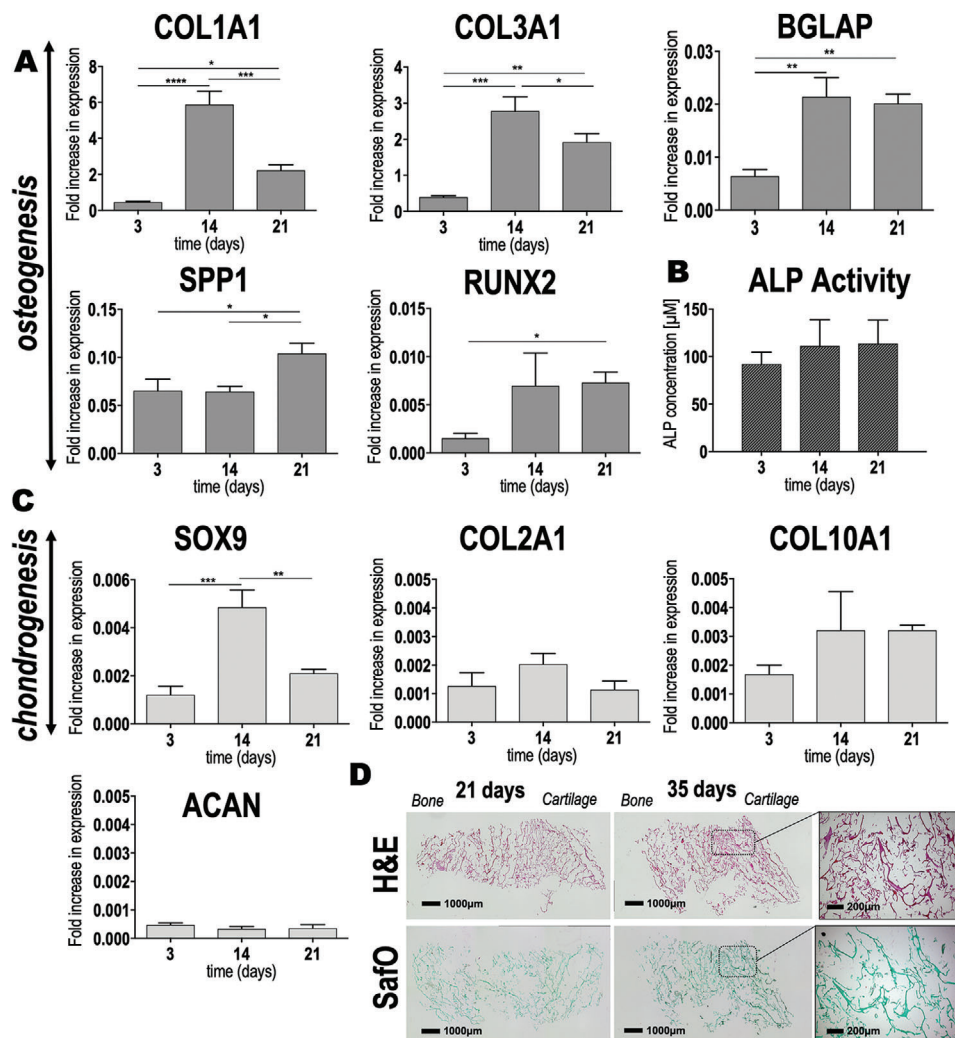 A
osteogenesis
COL1A1
Fold increase in expression
8
6
4
2
0
*
****
***
3 14 21
time (days)
COL3A1
Fold increase in expression
4
3
2
1
0
**
***
*
3 14 21
time (days)
BGLAP
Fold increase in expression
0.03
0.02
0.01
0.00
**
**
3 14 21
time (days)
SPP1
Fold increase in expression
0.15
0.10
0.05
0.00
*
*
3 14 21
time (days)
RUNX2
Fold increase in expression
0.015
0.010
0.005
0.000
*
3 14 21
time (days)
B
ALP Activity
ALP concentration [µM]
150
100
50
0
3 14 21
time (days)
C
chondrogenesis
SOX9
Fold increase in expression
0.006
0.004
0.002
0.000
***
**
3 14 21
time (days)
COL2A1
Fold increase in expression
0.005
0.004
0.003
0.002
0.001
0.000
3 14 21
time (days)
COL10A1
Fold increase in expression
0.005
0.004
0.003
0.002
0.001
0.000
3 14 21
time (days)
ACAN
Fold increase in expression
0.005
0.004
0.003
0.002
0.001
0.000
3 14 21
time (days)
D
21 days 35 days
Bone Cartilage Bone Cartilage
H&E
1000µm 1000µm 200µm
SafO
1000µm 1000µm 200µm